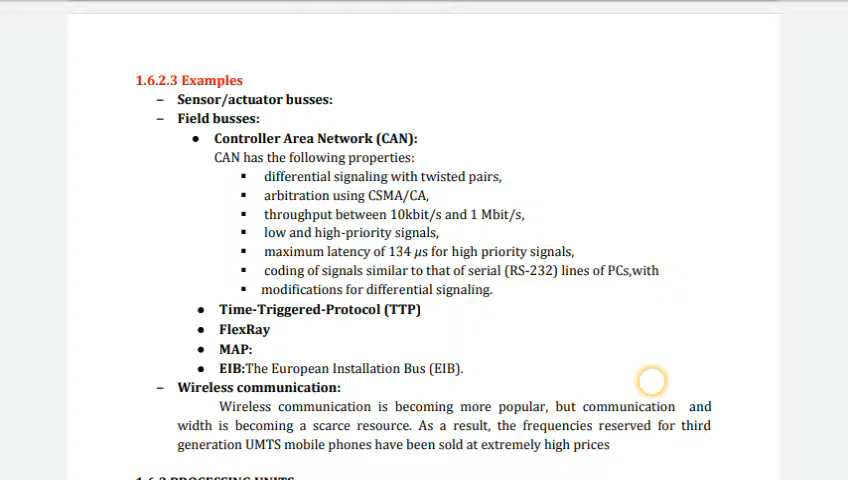 1.6.2.3 Examples
– Sensor/actuator busses:
– Field busses:
• Controller Area Network (CAN):
CAN has the following properties:
▪ differential signaling with twisted pairs,
▪ arbitration using CSMA/CA,
▪ throughput between 10kbit/s and 1 Mbit/s,
▪ low and high-priority signals,
▪ maximum latency of 134 μs for high priority signals,
▪ coding of signals similar to that of serial (RS-232) lines of PCs,with
▪ modifications for differential signaling.
• Time-Triggered-Protocol (TTP)
• FlexRay
• MAP:
• EIB:The European Installation Bus (EIB).
– Wireless communication:
Wireless communication is becoming more popular, but communication and
width is becoming a scarce resource. As a result, the frequencies reserved for third
generation UMTS mobile phones have been sold at extremely high prices